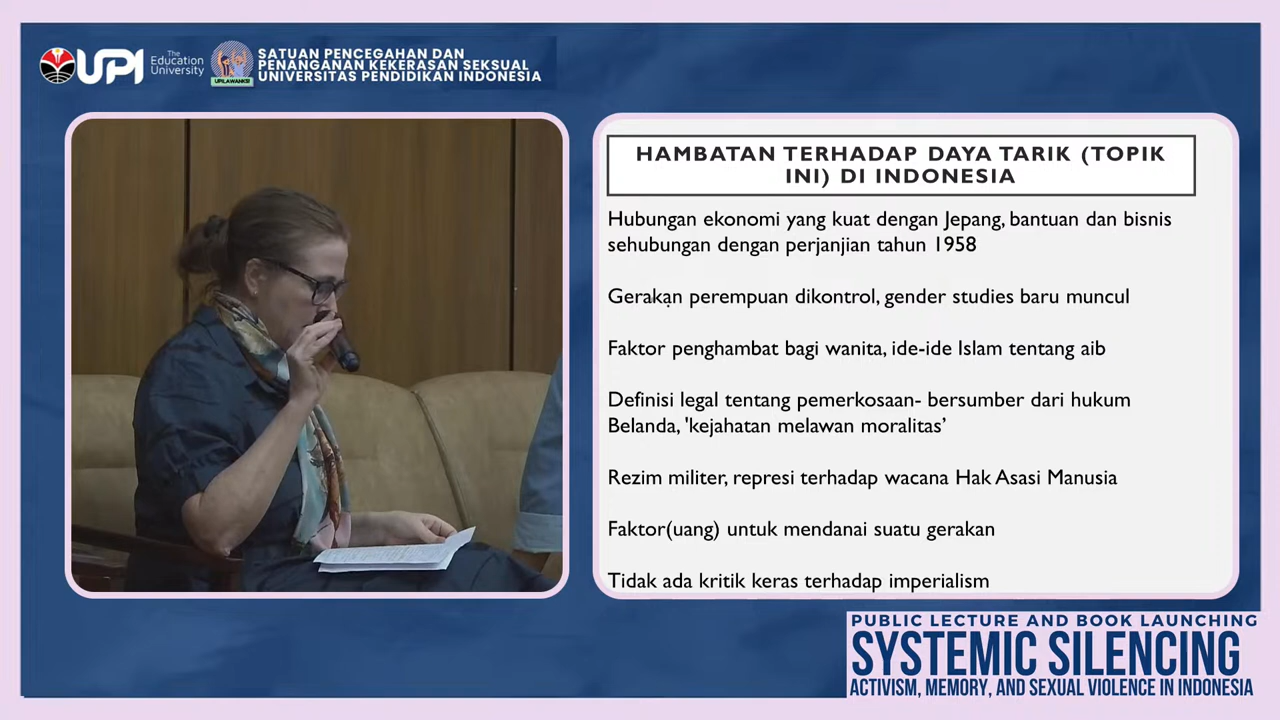 UPI
The
Education
University
UPILAWANKS!
SATUAN PENCEGAHAN DAN
PENANGANAN KEKERASAN SEKSUAL
UNIVERSITAS PENDIDIKAN INDONESIA
HAMBATAN TERHADAP DAYA TARIK (TOPIK
INI) DI INDONESIA
Hubungan ekonomi yang kuat dengan Jepang, bantuan dan bisnis
sehubungan dengan perjanjian tahun 1958
Gerakan perempuan dikontrol, gender studies baru muncul
Faktor penghambat bagi wanita, ide-ide Islam tentang aib
Definisi legal tentang pemerkosaan- bersumber dari hukum
Belanda, 'kejahatan melawan moralitas’
Rezim militer, represi terhadap wacana Hak Asasi Manusia
Faktor(uang) untuk mendanai suatu gerakan
Tidak ada kritik keras terhadap imperialism
PUBLIC LECTURE AND BOOK LAUNCHING
SYSTEMIC SILENCING
ACTIVISM, MEMORY, AND SEXUAL VIOLENCE IN INDONESIA